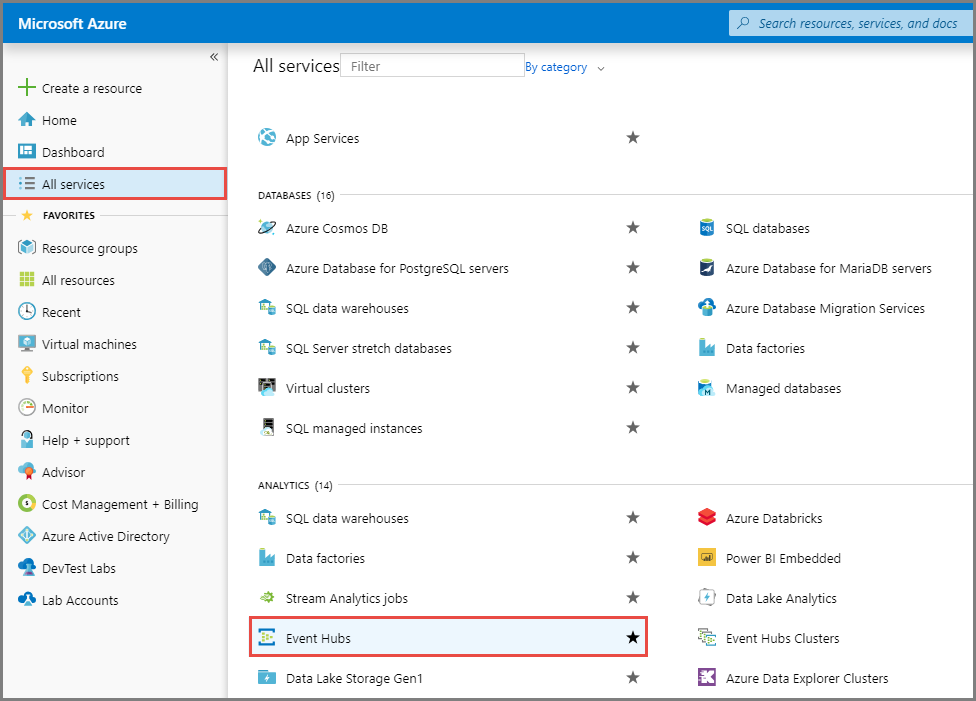 Microsoft Azure
Search resources, services, and docs
«
Create a resource
Home
Dashboard
All services
FAVORITES
Resource groups
All resources
Recent
Virtual machines
Subscriptions
Monitor
Help + support
Advisor
Cost Management + Billing
Azure Active Directory
DevTest Labs
Lab Accounts
All services
Filter
By category
App Services
DATABASES (16)
Azure Cosmos DB
SQL databases
Azure Database for PostgreSQL servers
Azure Database for MariaDB servers
SQL data warehouses
Azure Database Migration Services
SQL Server stretch databases
Data factories
Virtual clusters
Managed databases
SQL managed instances
ANALYTICS (14)
SQL data warehouses
Azure Databricks
Data factories
Power BI Embedded
Stream Analytics jobs
Data Lake Analytics
Event Hubs
Event Hubs Clusters
Data Lake Storage Gen1
Azure Data Explorer Clusters